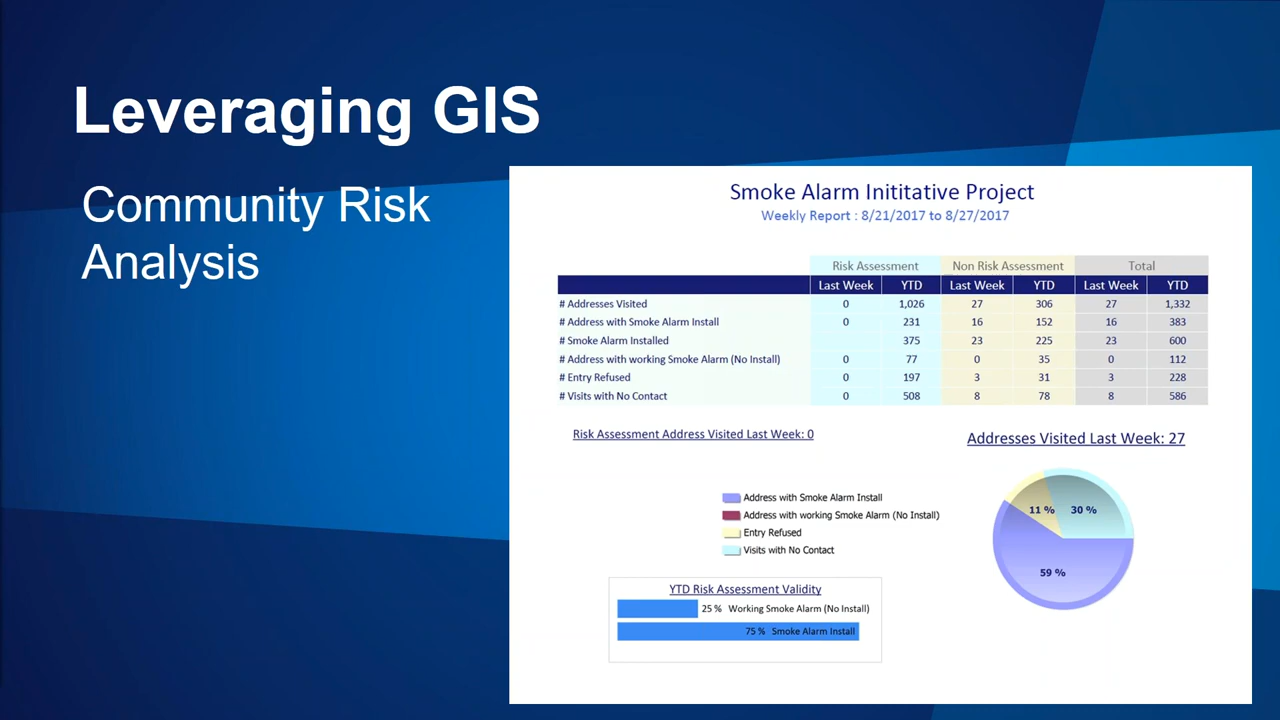 Leveraging GIS
Community Risk
Analysis
Smoke Alarm Inititative Project
Weekly Report : 8/21/2017 to 8/27/2017
Risk Assessment Non Risk Assessment Total
Last Week YTD Last Week YTD Last Week YTD
# Addresses Visited 0 1,026 27 306 27 1,332
# Address with Smoke Alarm Install 0 231 16 152 16 383
# Smoke Alarm Installed 375 23 225 23 600
# Address with working Smoke Alarm (No Install) 0 77 0 35 0 112
# Entry Refused 0 197 3 31 3 228
# Visits with No Contact 0 508 8 78 8 586
Risk Assessment Address Visited Last Week: 0
Addresses Visited Last Week: 27
Address with Smoke Alarm Install
Address with working Smoke Alarm (No Install)
Entry Refused
Visits with No Contact
11 % 30 %
59 %
YTD Risk Assessment Validity
25 % Working Smoke Alarm (No Install)
75 % Smoke Alarm Install